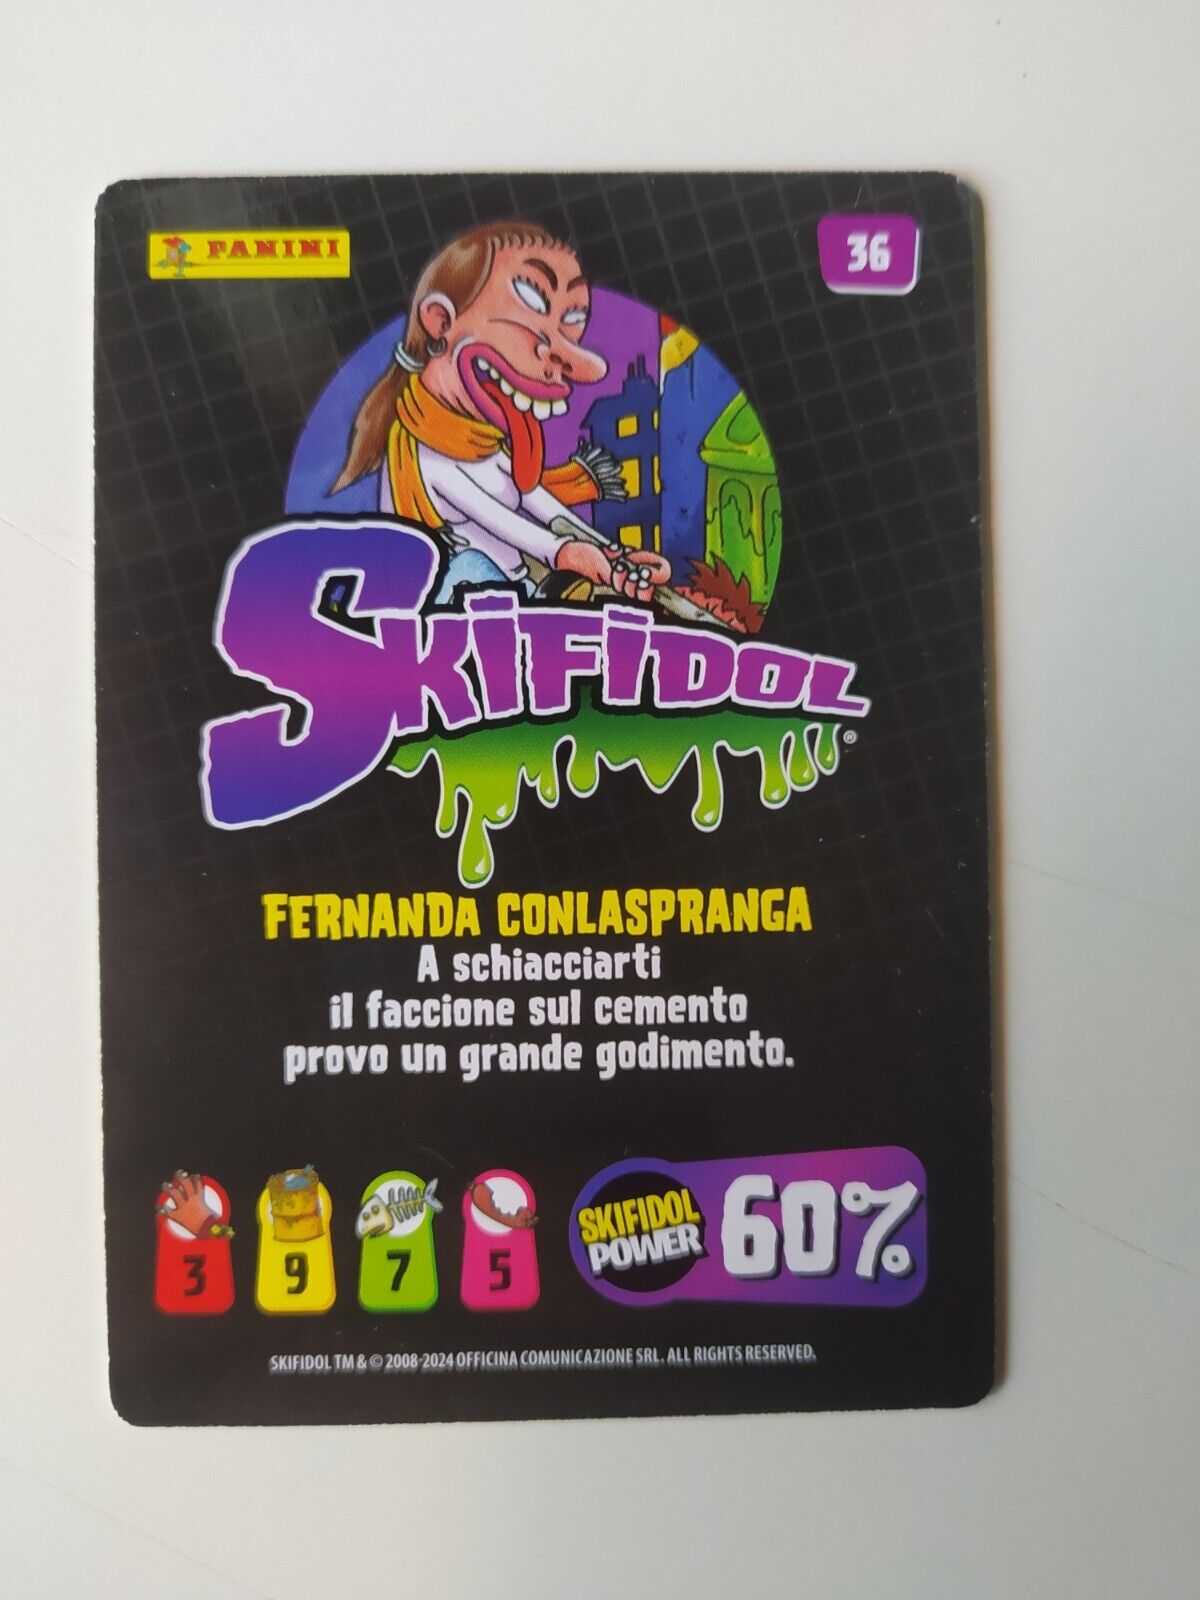 PANINI
36
SKIFIDOL
®
FERNANDA CONLASPRANGA
A schiacciarti
il faccione sul cemento
provo un grande godimento.
3 9 7 5
SKIFIDOL
POWER
60%
SKIFIDOL TM & © 2008-2024 OFFICINA COMUNICAZIONE SRL. ALL RIGHTS RESERVED.